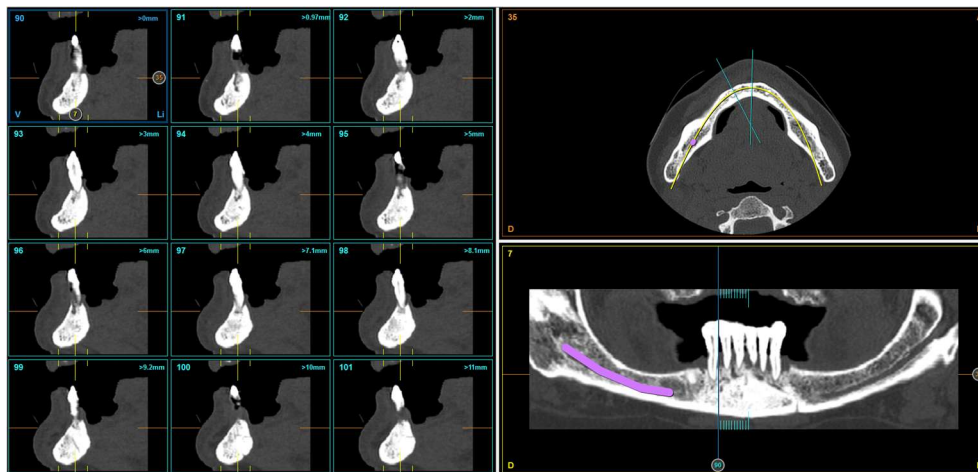 90 >0mm
35
V 7 Li
91 >0.97mm
92 >2mm
93 >3mm
94 >4mm
95 >5mm
96 >6mm
97 >7.1mm
98 >8.1mm
99 >9.2mm
100 >10mm
101 >11mm
35
D
7
D
90